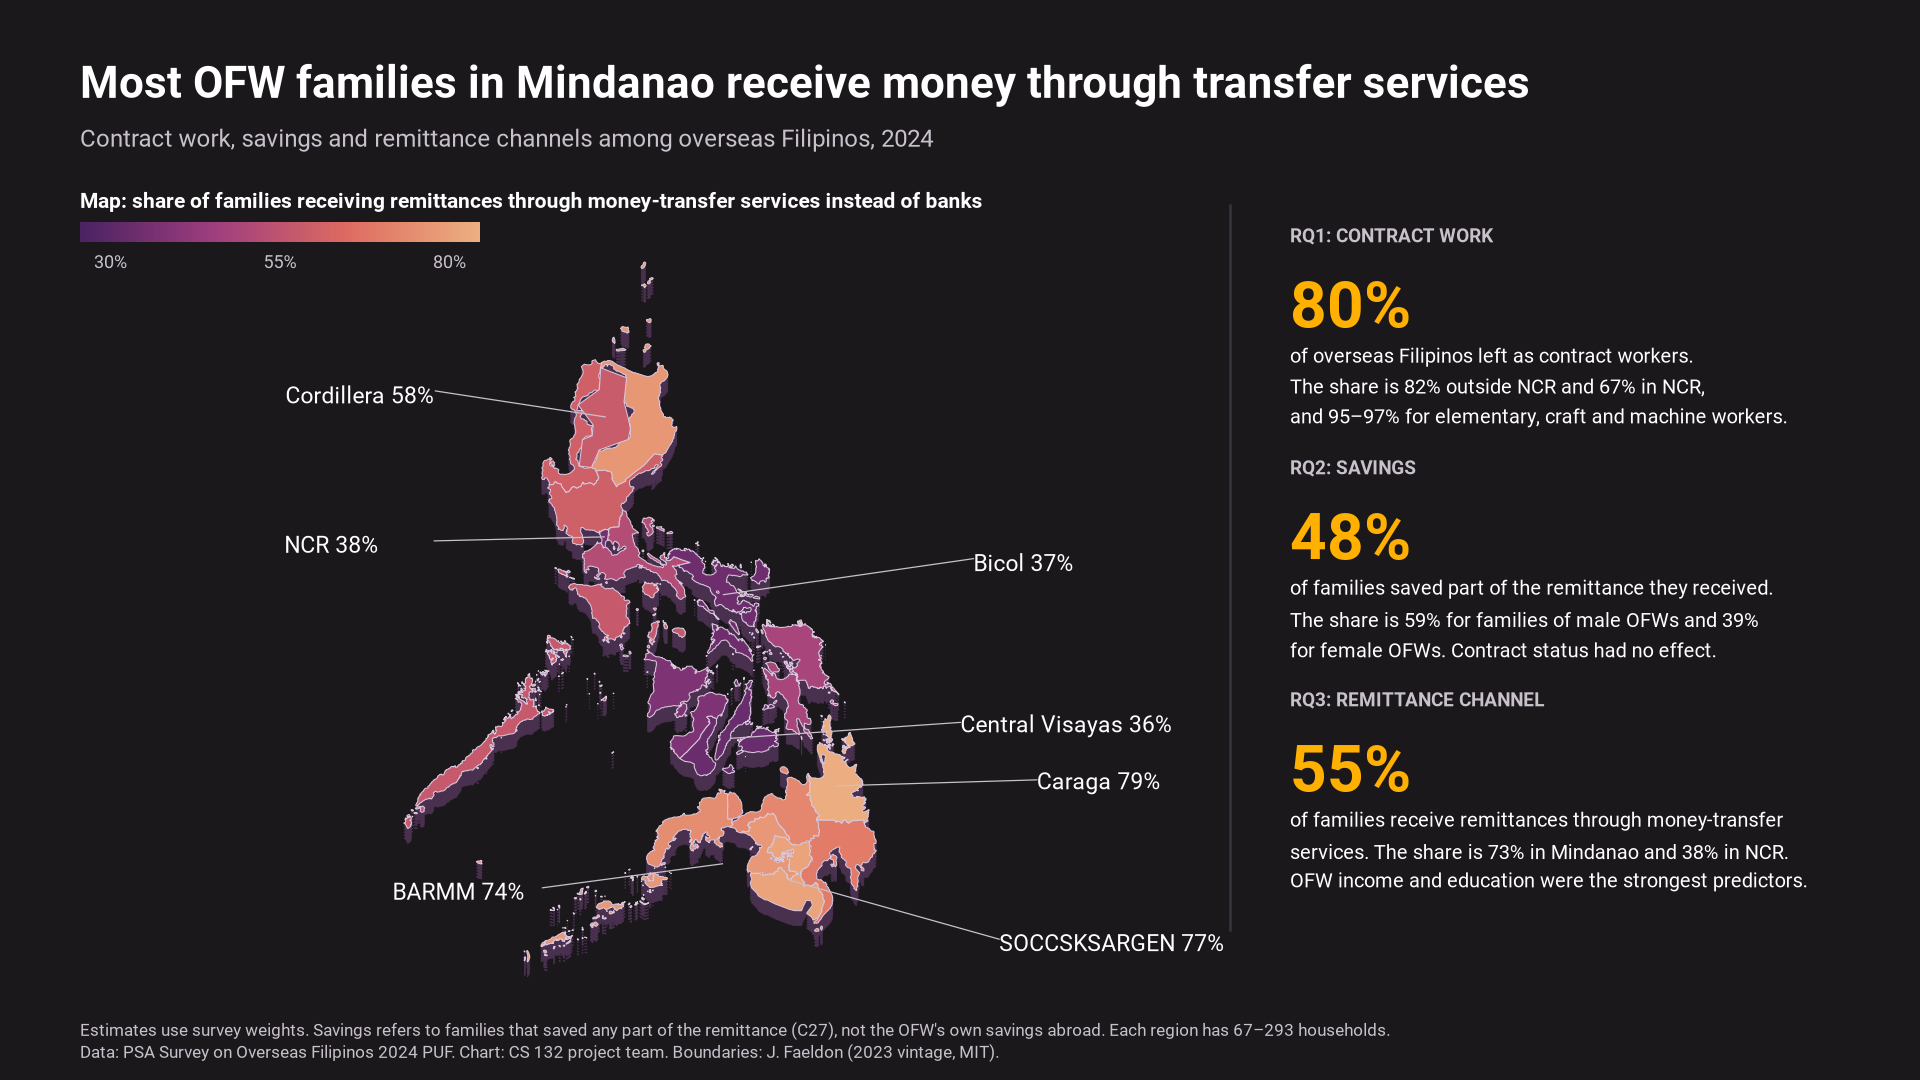 Most OFW families in Mindanao receive money through transfer services
Contract work, savings and remittance channels among overseas Filipinos, 2024
Map: share of families receiving remittances through money-transfer services instead of banks
30%
55%
80%
Cordillera 58%
NCR 38%
Bicol 37%
Central Visayas 36%
Caraga 79%
BARMM 74%
SOCCSKSARGEN 77%
RQ1: CONTRACT WORK
80%
of overseas Filipinos left as contract workers.
The share is 82% outside NCR and 67% in NCR,
and 95–97% for elementary, craft and machine workers.
RQ2: SAVINGS
48%
of families saved part of the remittance they received.
The share is 59% for families of male OFWs and 39%
for female OFWs. Contract status had no effect.
RQ3: REMITTANCE CHANNEL
55%
of families receive remittances through money-transfer
services. The share is 73% in Mindanao and 38% in NCR.
OFW income and education were the strongest predictors.
Estimates use survey weights. Savings refers to families that saved any part of the remittance (C27), not the OFW's own savings abroad. Each region has 67–293 households.
Data: PSA Survey on Overseas Filipinos 2024 PUF. Chart: CS 132 project team. Boundaries: J. Faeldon (2023 vintage, MIT).